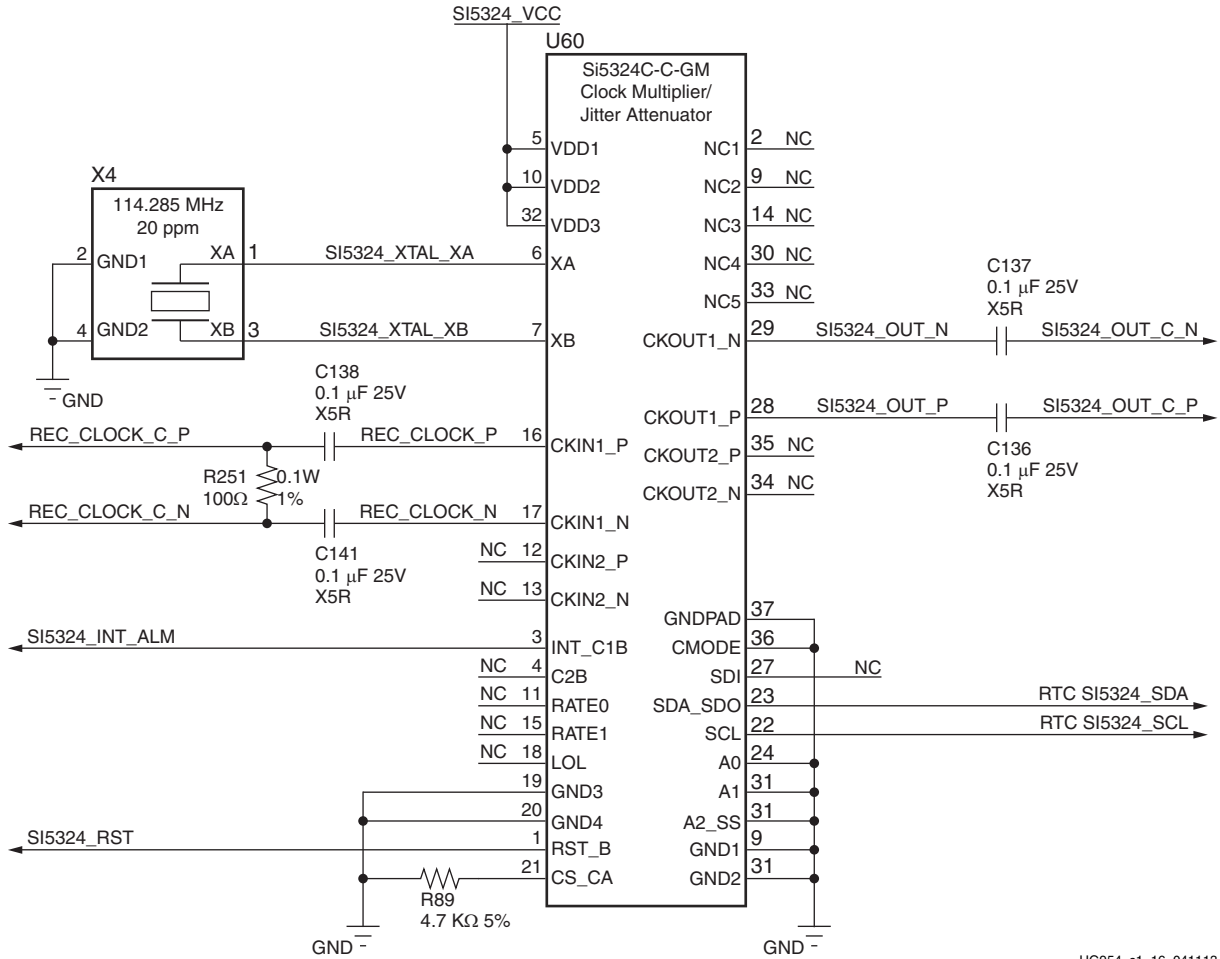 SI5324_VCC
U60
Si5324C-C-GM
Clock Multiplier/
Jitter Attenuator
5 VDD1
10 VDD2
32 VDD3
6 XA
7 XB
16 CKIN1_P
17 CKIN1_N
NC 12 CKIN2_P
NC 13 CKIN2_N
3 INT_C1B
NC 4 C2B
NC 11 RATE0
NC 15 RATE1
NC 18 LOL
19 GND3
20 GND4
1 RST_B
21 CS_CA
NC1 2 NC
NC2 9 NC
NC3 14 NC
NC4 30 NC
NC5 33 NC
CKOUT1_N 29 SI5324_OUT_N
CKOUT1_P 28 SI5324_OUT_P
CKOUT2_P 35 NC
CKOUT2_N 34 NC
GNDPAD 37
CMODE 36
SDI 27 NC
SDA_SDO 23 RTC SI5324_SDA
SCL 22 RTC SI5324_SCL
A0 24
A1 31
A2_SS 31
GND1 9
GND2 31
X4
114.285 MHz
20 ppm
2 GND1 XA 1 SI5324_XTAL_XA
4 GND2 XB 3 SI5324_XTAL_XB
GND
C138
0.1 μF 25V
X5R
REC_CLOCK_C_P REC_CLOCK_P
R251 0.1W
100Ω 1%
REC_CLOCK_C_N REC_CLOCK_N
C141
0.1 μF 25V
X5R
SI5324_INT_ALM
SI5324_RST
R89
4.7 KΩ 5%
GND
C137
0.1 μF 25V
X5R
SI5324_OUT_C_N
SI5324_OUT_C_P
C136
0.1 μF 25V
X5R
GND